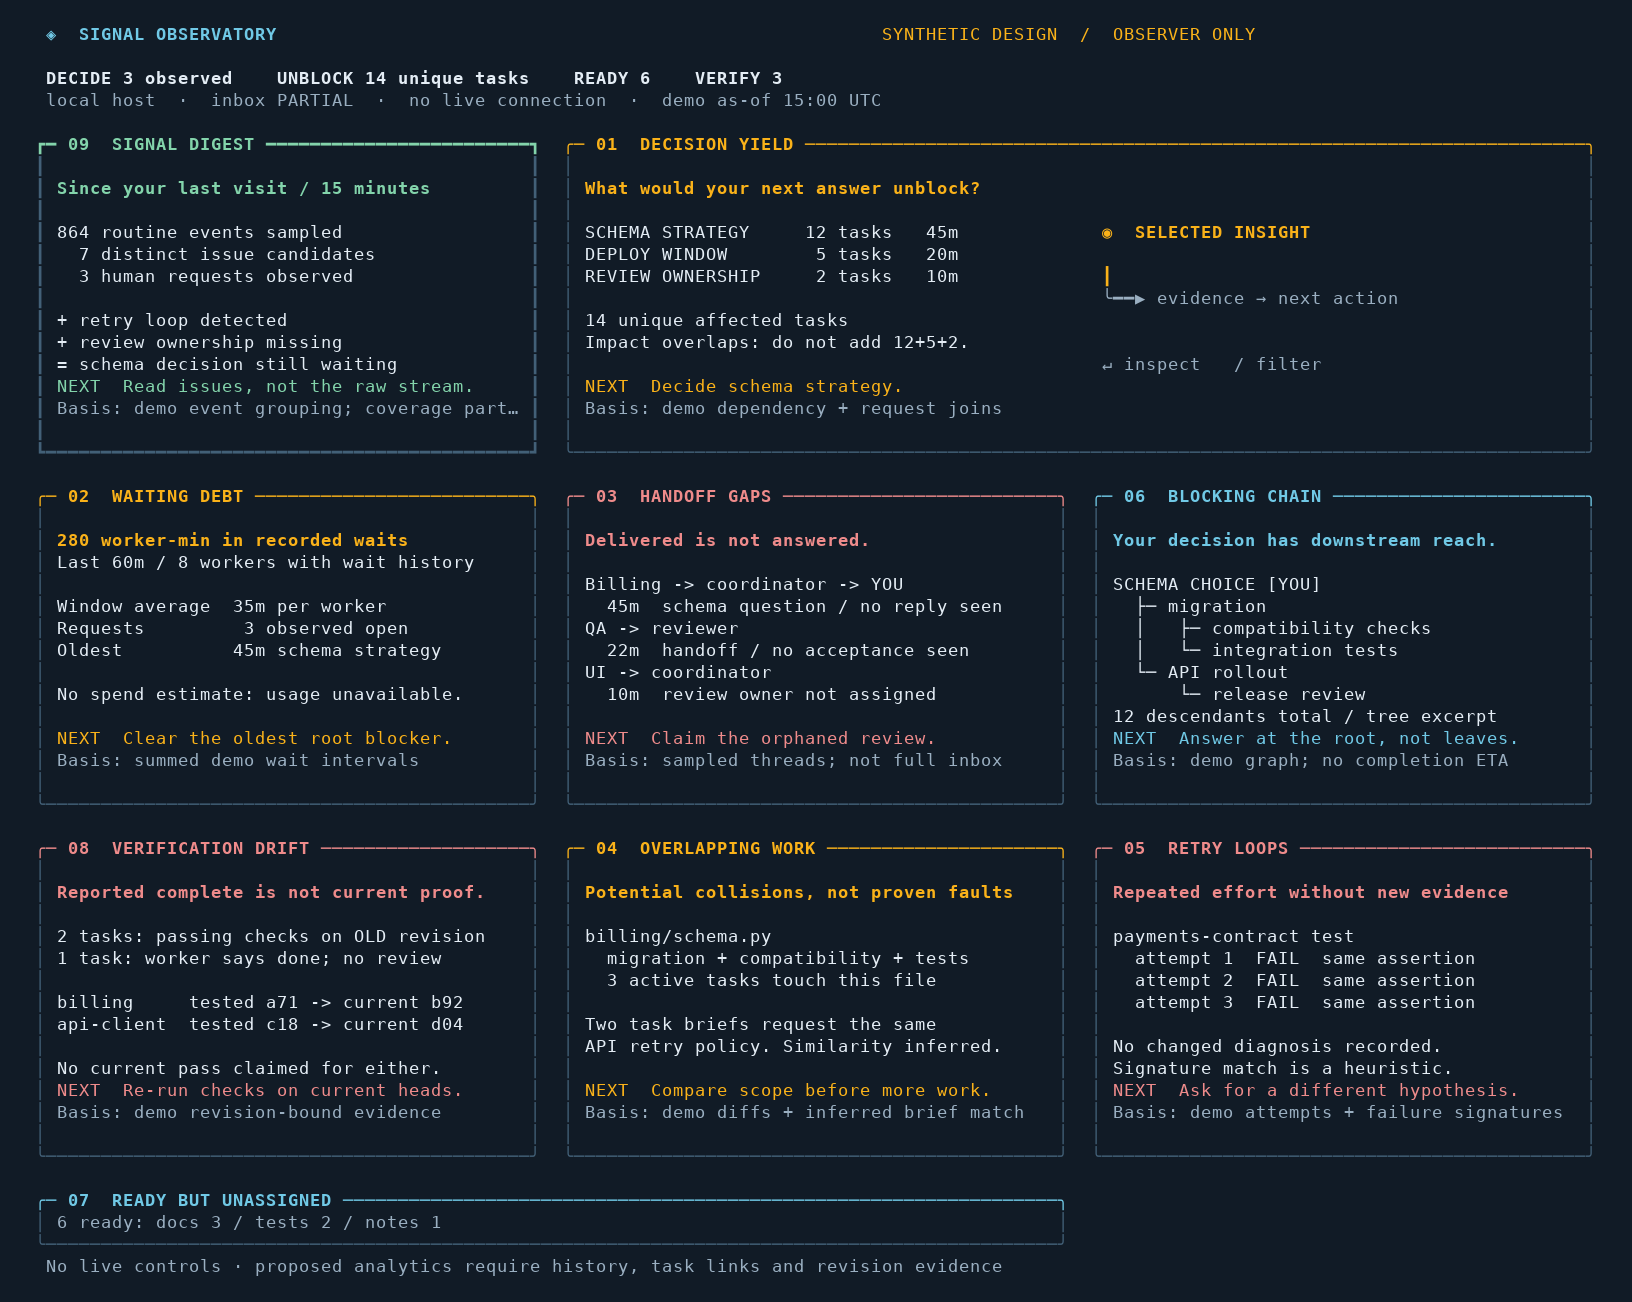 ◈  SIGNAL OBSERVATORY
SYNTHETIC DESIGN  /  OBSERVER ONLY
DECIDE 3 observed    UNBLOCK 14 unique tasks    READY 6    VERIFY 3
local host  ·  inbox PARTIAL  ·  no live connection  ·  demo as-of 15:00 UTC
09  SIGNAL DIGEST
Since your last visit / 15 minutes
864 routine events sampled
7 distinct issue candidates
3 human requests observed
+ retry loop detected
+ review ownership missing
= schema decision still waiting
NEXT  Read issues, not the raw stream.
Basis: demo event grouping; coverage part…
01  DECISION YIELD
What would your next answer unblock?
SCHEMA STRATEGY     12 tasks   45m
DEPLOY WINDOW        5 tasks   20m
REVIEW OWNERSHIP     2 tasks   10m
14 unique affected tasks
Impact overlaps: do not add 12+5+2.
NEXT  Decide schema strategy.
Basis: demo dependency + request joins
◉  SELECTED INSIGHT
╰━━▶ evidence → next action
↵ inspect   / filter
02  WAITING DEBT
280 worker-min in recorded waits
Last 60m / 8 workers with wait history
Window average  35m per worker
Requests         3 observed open
Oldest          45m schema strategy
No spend estimate: usage unavailable.
NEXT  Clear the oldest root blocker.
Basis: summed demo wait intervals
03  HANDOFF GAPS
Delivered is not answered.
Billing -> coordinator -> YOU
45m  schema question / no reply seen
QA -> reviewer
22m  handoff / no acceptance seen
UI -> coordinator
10m  review owner not assigned
NEXT  Claim the orphaned review.
Basis: sampled threads; not full inbox
06  BLOCKING CHAIN
Your decision has downstream reach.
SCHEMA CHOICE [YOU]
├─ migration
│   ├─ compatibility checks
│   └─ integration tests
└─ API rollout
└─ release review
12 descendants total / tree excerpt
NEXT  Answer at the root, not leaves.
Basis: demo graph; no completion ETA
08  VERIFICATION DRIFT
Reported complete is not current proof.
2 tasks: passing checks on OLD revision
1 task: worker says done; no review
billing     tested a71 -> current b92
api-client  tested c18 -> current d04
No current pass claimed for either.
NEXT  Re-run checks on current heads.
Basis: demo revision-bound evidence
04  OVERLAPPING WORK
Potential collisions, not proven faults
billing/schema.py
migration + compatibility + tests
3 active tasks touch this file
Two task briefs request the same
API retry policy. Similarity inferred.
NEXT  Compare scope before more work.
Basis: demo diffs + inferred brief match
05  RETRY LOOPS
Repeated effort without new evidence
payments-contract test
attempt 1  FAIL  same assertion
attempt 2  FAIL  same assertion
attempt 3  FAIL  same assertion
No changed diagnosis recorded.
Signature match is a heuristic.
NEXT  Ask for a different hypothesis.
Basis: demo attempts + failure signatures
07  READY BUT UNASSIGNED
6 ready: docs 3 / tests 2 / notes 1
No live controls · proposed analytics require history, task links and revision evidence